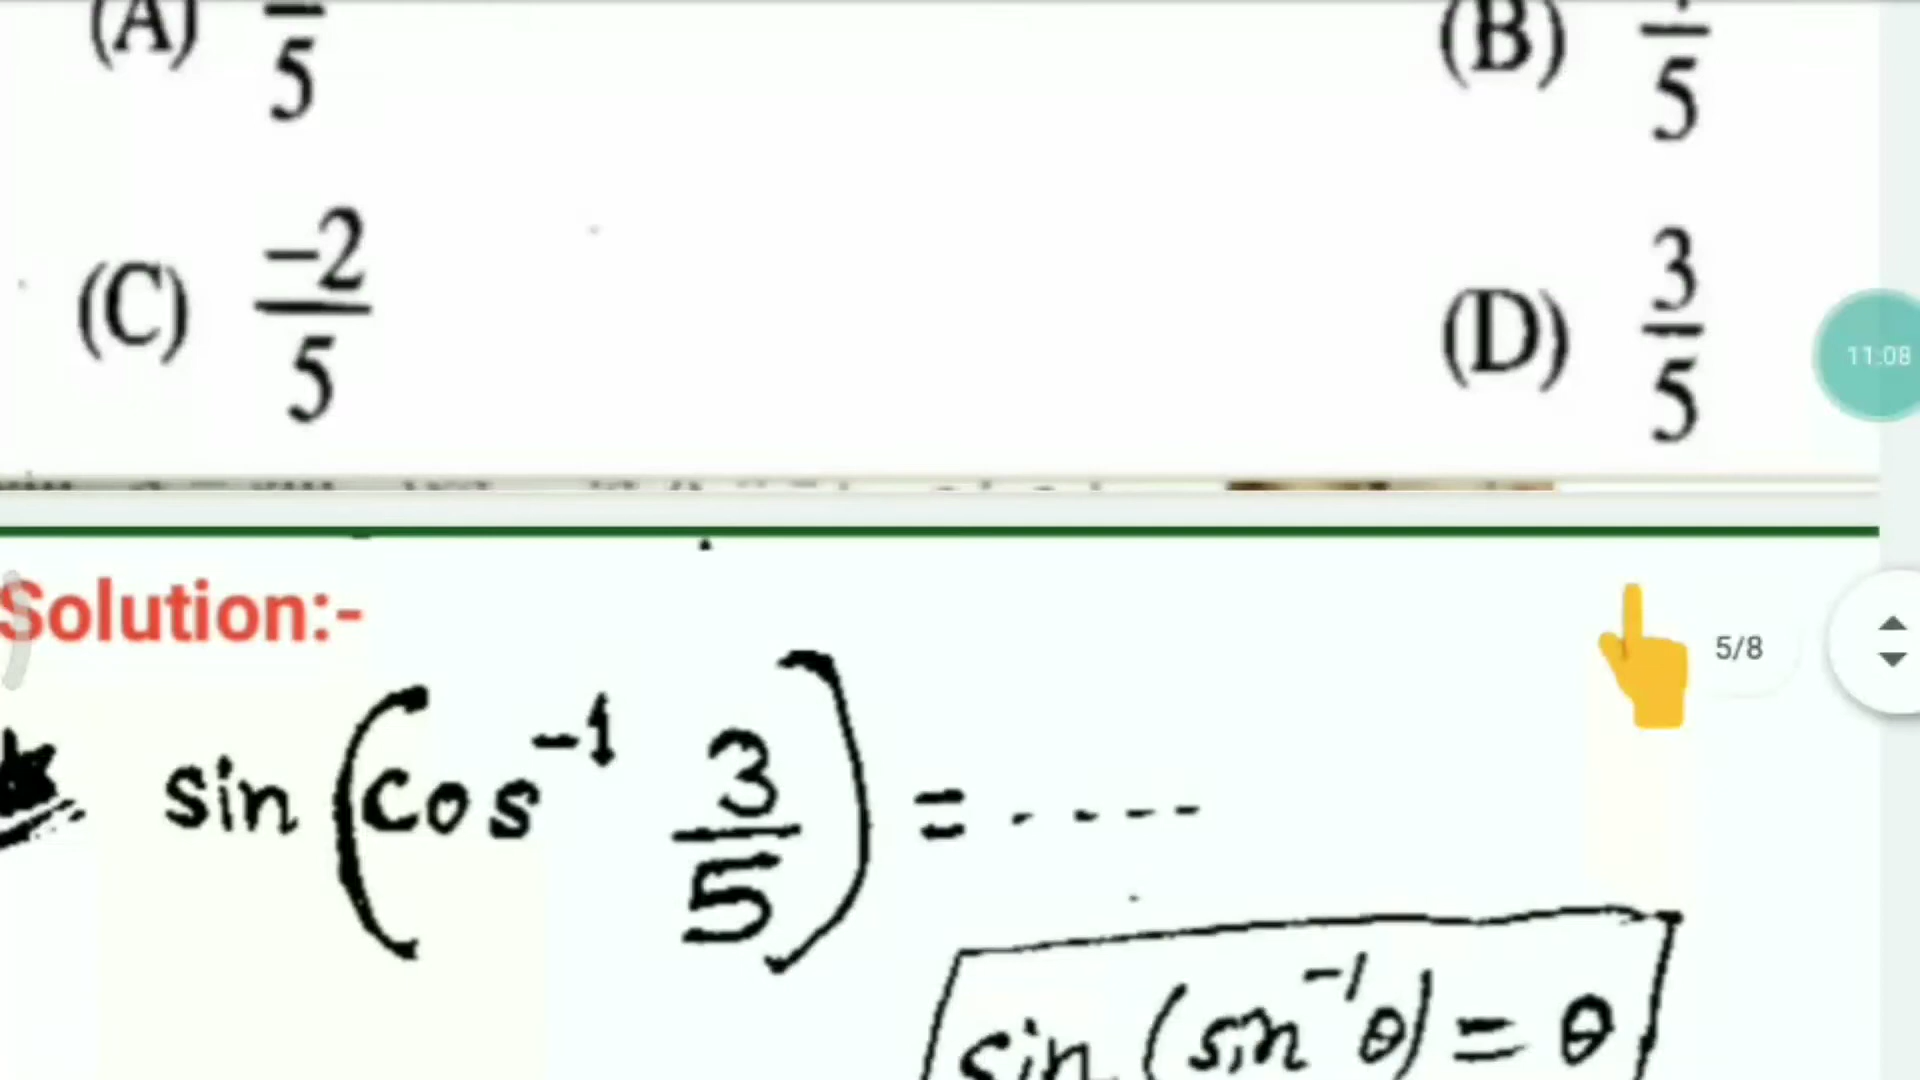 (A) 5 (B) 5
(C) -2/5 (D) 3/5
11:08
Solution:-
5/8
sin (cos⁻¹ 3/5) = .----
sin (sin⁻¹θ) = θ